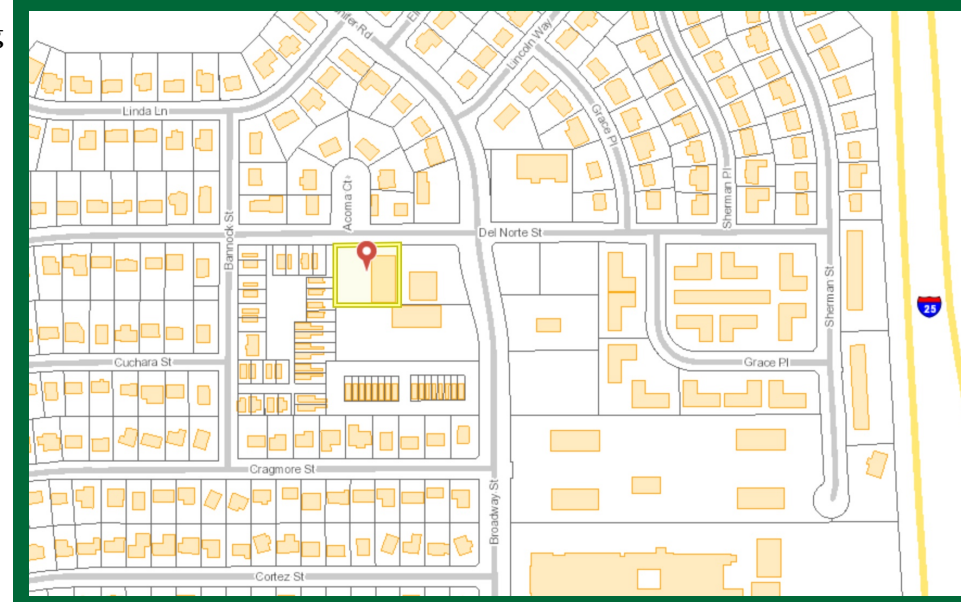 Lincoln Way
Linda Ln
Grace Pl
Acoma Ct
Sherman Pl
Bannock St
Del Norte St
Sherman St
25
Cuchara St
Grace Pl
Cragmore St
Broadway St
Cortez St